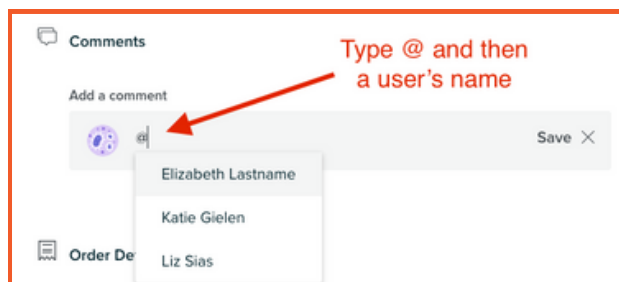 Comments
Type @ and then
a user's name
Add a comment
@
Save
Elizabeth Lastname
Katie Gielen
Order De
Liz Sias